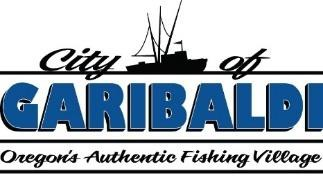 City of
GARIBALDI
Oregon's Authentic Fishing Village